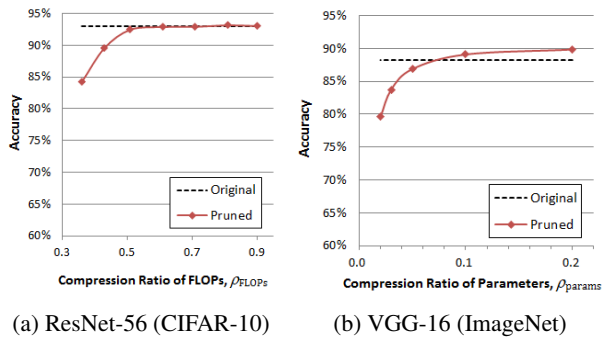 95%
90%
85%
80%
75%
70%
65%
60%
Accuracy
Original
Pruned
0.3 0.5 0.7 0.9
Compression Ratio of FLOPs, ρFLOPs
(a) ResNet-56 (CIFAR-10)
95%
90%
85%
80%
75%
70%
65%
60%
Accuracy
Original
Pruned
0.0 0.1 0.2
Compression Ratio of Parameters, ρparams
(b) VGG-16 (ImageNet)